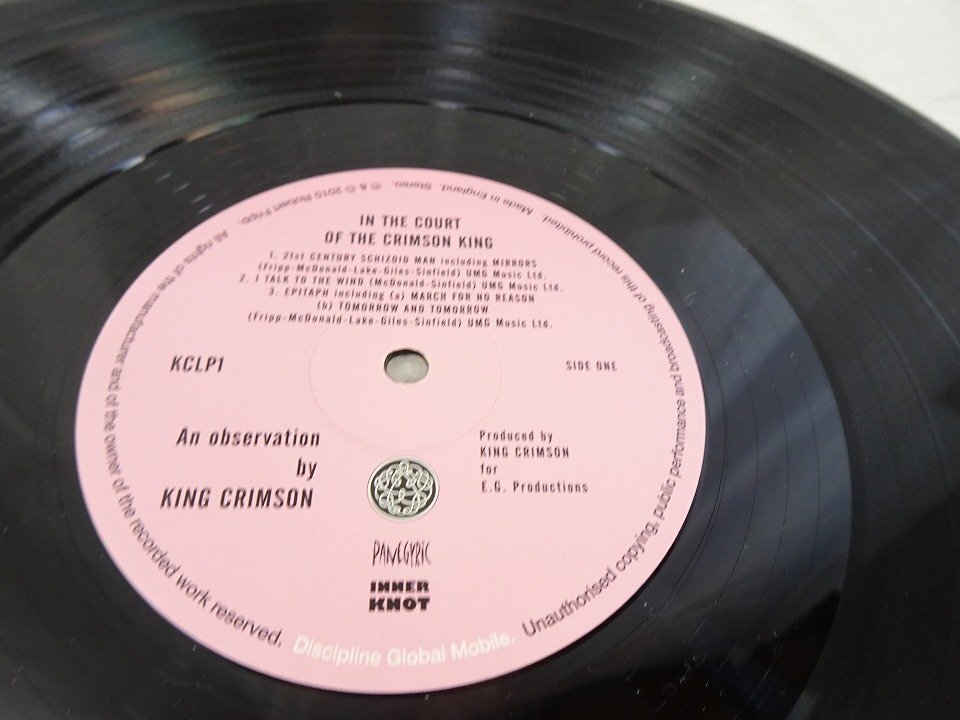 IN THE COURT
OF THE CRIMSON KING
1. 21st CENTURY SCHIZOID MAN including MIRRORS
(Fripp-McDonald-Lake-Giles-Sinfield) UMG Music Ltd.
2. I TALK TO THE WIND (McDonald-Sinfield) UMG Music Ltd.
3. EPITAPH including (a) MARCH FOR NO REASON
(b) TOMORROW AND TOMORROW
(Fripp-McDonald-Lake-Giles-Sinfield) UMG Music Ltd.
KCLP1
SIDE ONE
An observation
by
KING CRIMSON
Produced by
KING CRIMSON
for
E.G. Productions
PANEGYRIC
INNER
KNOT
Discipline Global Mobile. Unauthorised copying, public performance and broadcasting of this record prohibited. Made in England. Stereo. ℗ & © 2010 Robert Fripp. All rights of the manufacturer and of the owner of the recorded work reserved.